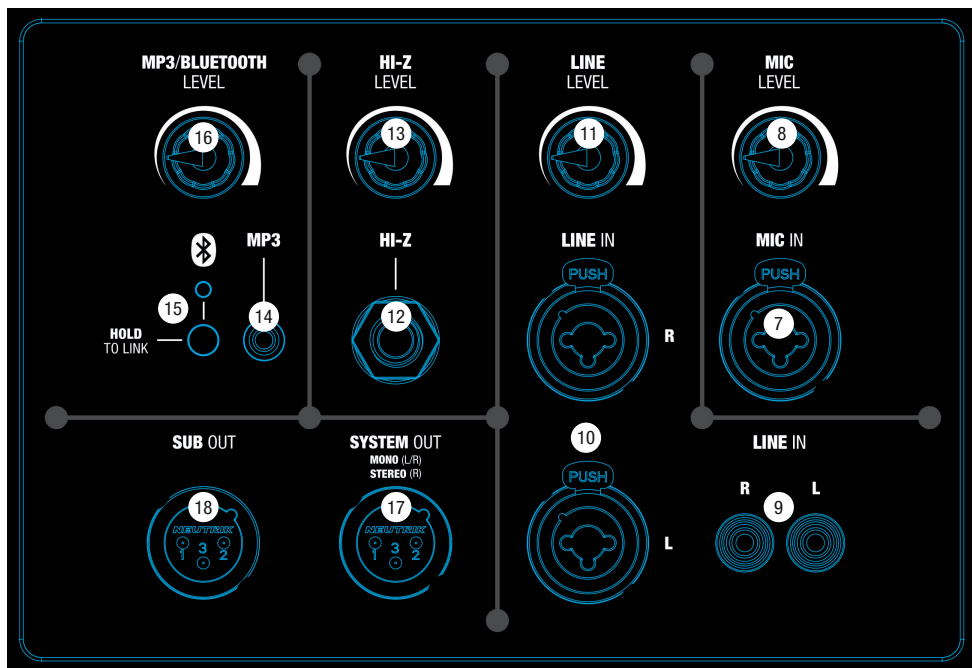 MP3/BLUETOOTH
LEVEL
16
HI-Z
LEVEL
13
LINE
LEVEL
11
MIC
LEVEL
8
15
HOLD
TO LINK
MP3
14
HI-Z
12
LINE IN
PUSH
R
MIC IN
PUSH
7
SUB OUT
18
NEUTRIK
1 3 2
SYSTEM OUT
MONO (L/R)
STEREO (R)
17
NEUTRIK
1 3 2
10
PUSH
L
LINE IN
R L
9